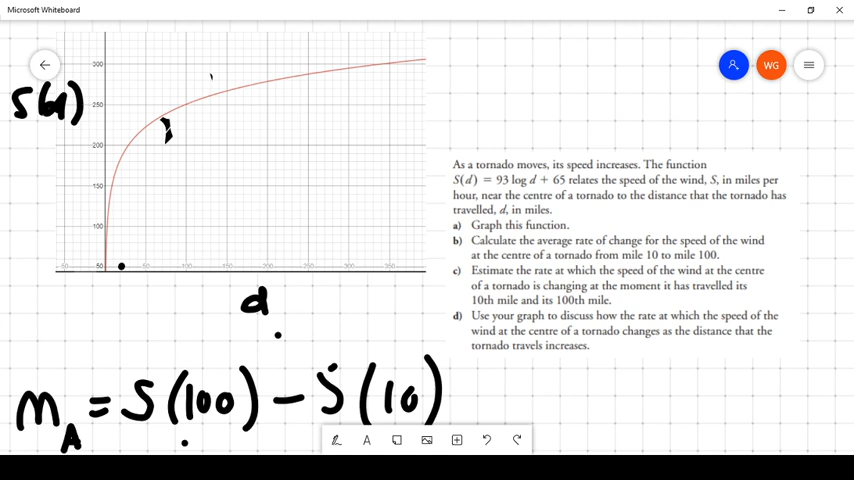 Microsoft Whiteboard
WG
S(d)
300
250
200
150
100
50
50
50
100
150
200
250
300
350
d
As a tornado moves, its speed increases. The function
S(d) = 93 log d + 65 relates the speed of the wind, S, in miles per
hour, near the centre of a tornado to the distance that the tornado has
travelled, d, in miles.
a) Graph this function.
b) Calculate the average rate of change for the speed of the wind
at the centre of a tornado from mile 10 to mile 100.
c) Estimate the rate at which the speed of the wind at the centre
of a tornado is changing at the moment it has travelled its
10th mile and its 100th mile.
d) Use your graph to discuss how the rate at which the speed of the
wind at the centre of a tornado changes as the distance that the
tornado travels increases.
m_A = S(100) - S(10)
A